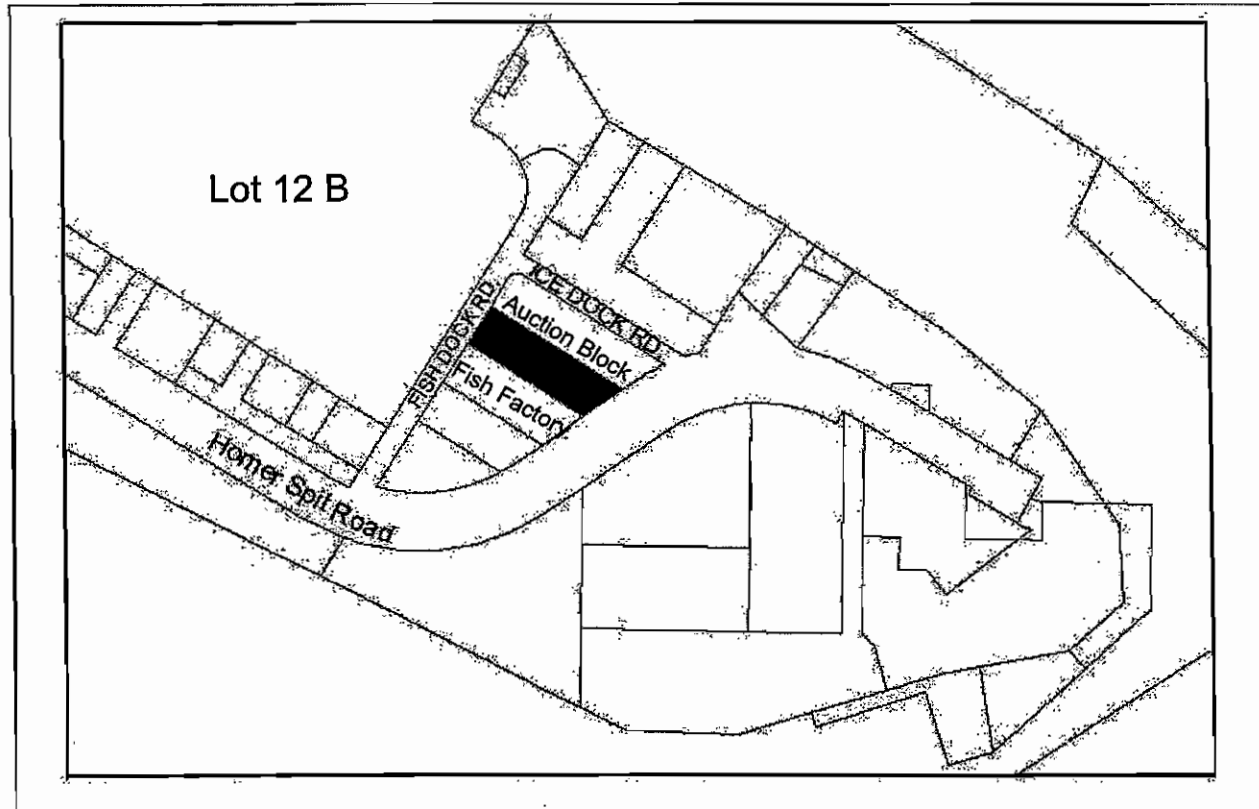 Lot 12 B
ICE DOCK RD
FISH DOCK RD
Auction Block
Fish Factory
Homer Spit Road